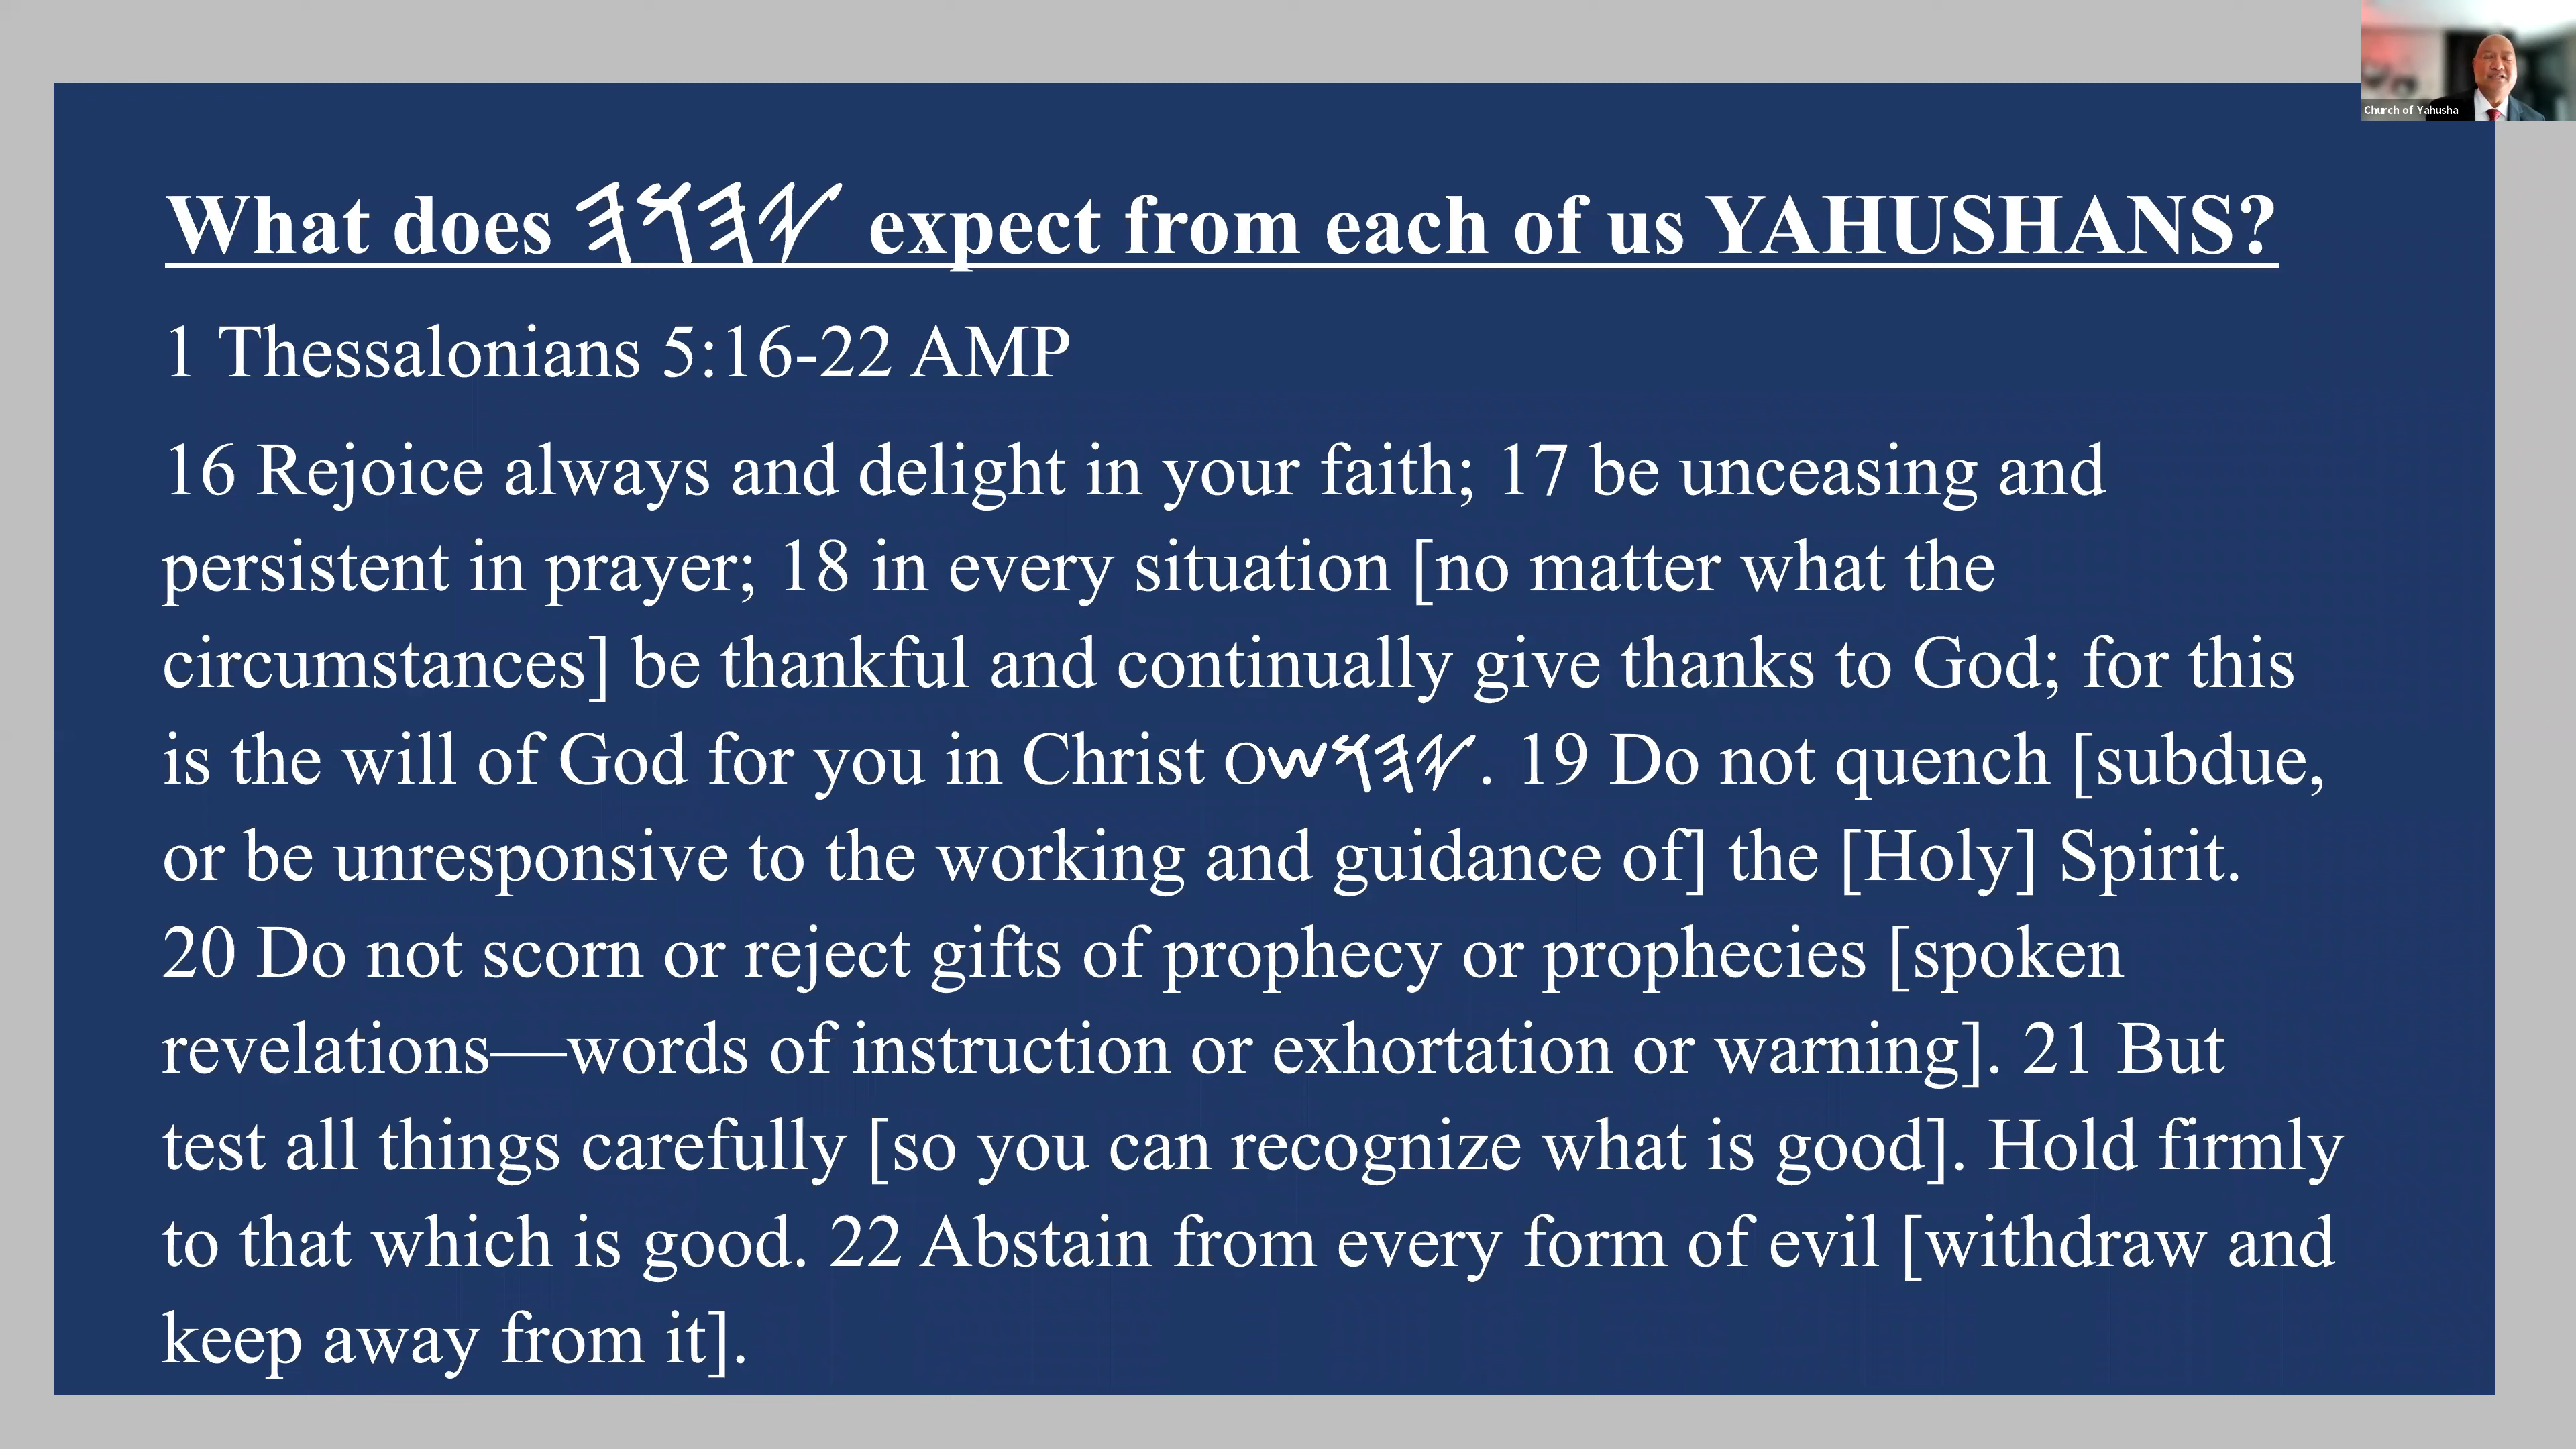 Church of Yahusha
What does 𐤉𐤄𐤅𐤄 expect from each of us YAHUSHANS?
1 Thessalonians 5:16-22 AMP
16 Rejoice always and delight in your faith; 17 be unceasing and
persistent in prayer; 18 in every situation [no matter what the
circumstances] be thankful and continually give thanks to God; for this
is the will of God for you in Christ 𐤉𐤄𐤅𐤔𐤏. 19 Do not quench [subdue,
or be unresponsive to the working and guidance of] the [Holy] Spirit.
20 Do not scorn or reject gifts of prophecy or prophecies [spoken
revelations—words of instruction or exhortation or warning]. 21 But
test all things carefully [so you can recognize what is good]. Hold firmly
to that which is good. 22 Abstain from every form of evil [withdraw and
keep away from it].